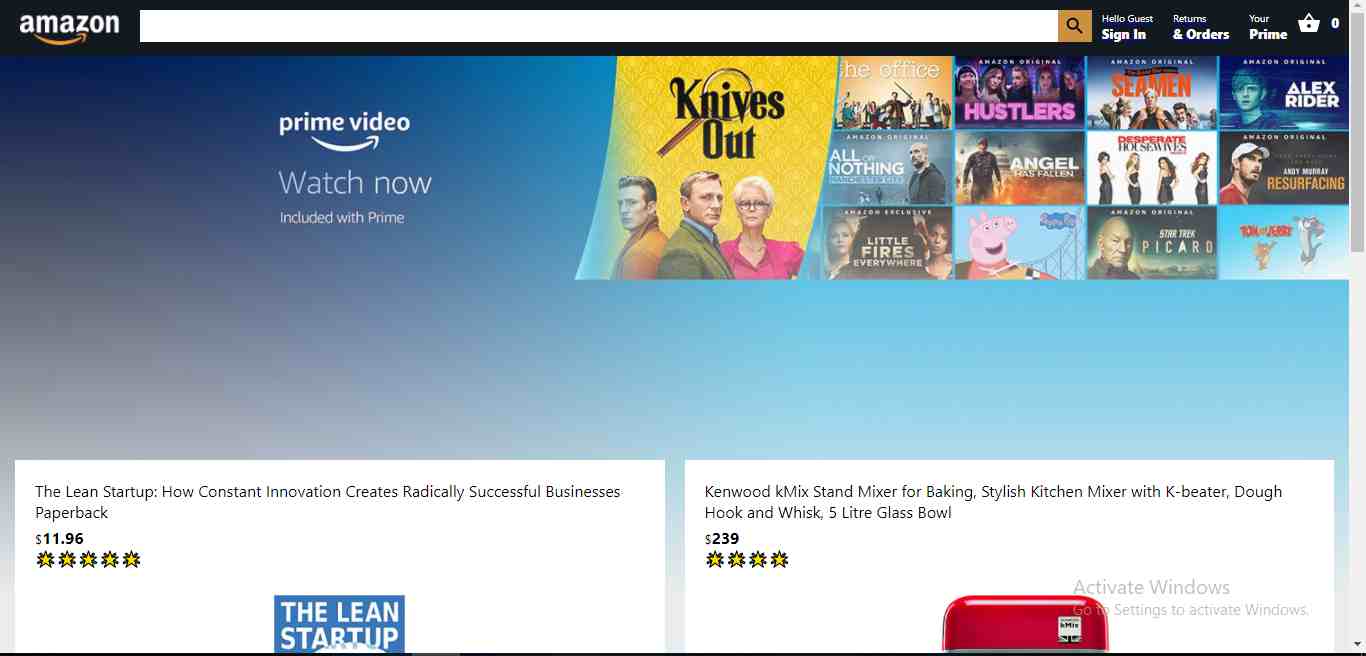 amazon
Hello Guest
Sign In
Returns
& Orders
Your
Prime
0
prime video
Watch now
Included with Prime
Knives
Out
the office
AMAZON ORIGINAL
HUSTLERS
AMAZON ORIGINAL
SEAMEN
AMAZON ORIGINAL
ALEX
RIDER
AMAZON ORIGINAL
ALL OR
NOTHING
MANCHESTER CITY
ANGEL
HAS FALLEN
DESPERATE
HOUSEWIVES
AMAZON ORIGINAL
ANDY MURRAY
RESURFACING
AMAZON EXCLUSIVE
LITTLE
FIRES
EVERYWHERE
Peppa Pig
AMAZON ORIGINAL
STAR TREK
PICARD
TOM and JERRY
The Lean Startup: How Constant Innovation Creates Radically Successful Businesses
Paperback
$11.96
Kenwood kMix Stand Mixer for Baking, Stylish Kitchen Mixer with K-beater, Dough
Hook and Whisk, 5 Litre Glass Bowl
$239
THE LEAN
STARTUP
kMix
Activate Windows
Go to Settings to activate Windows.